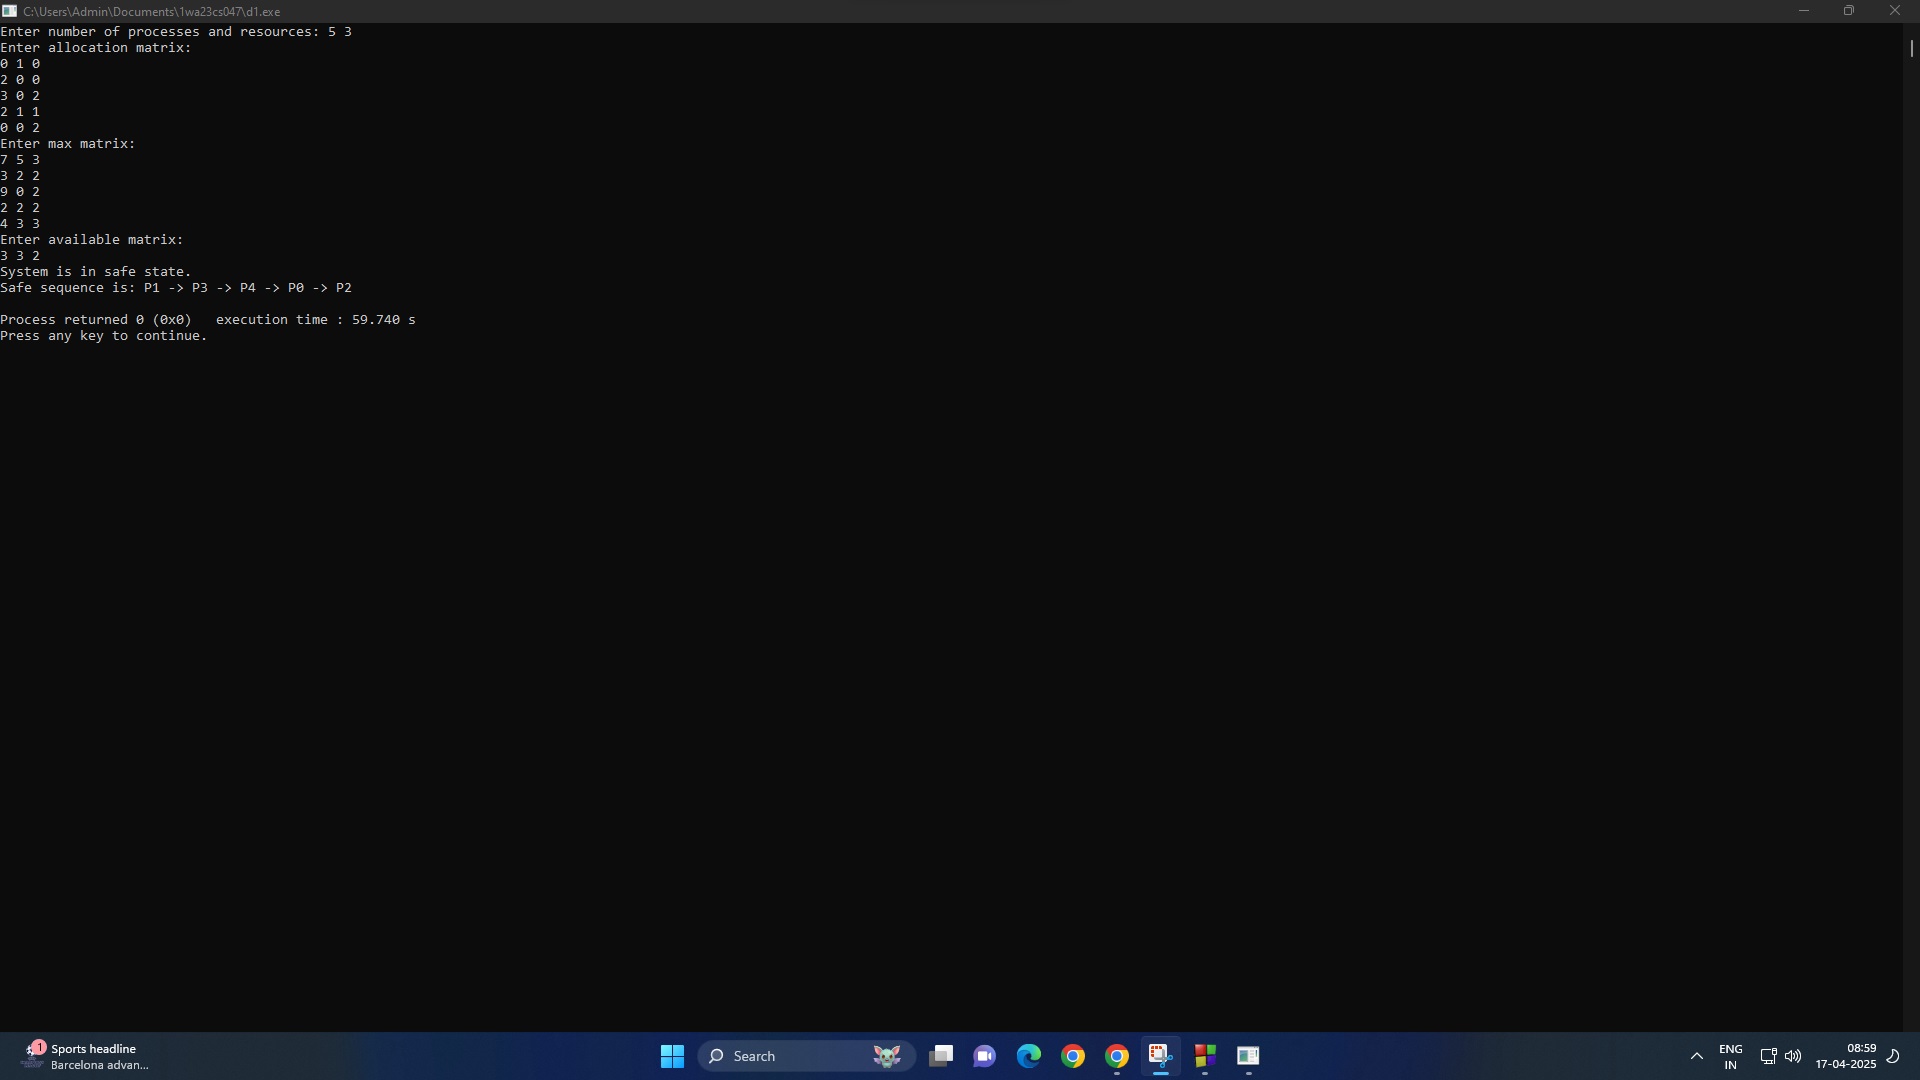 C:\Users\Admin\Documents\1wa23cs047\d1.exe
Enter number of processes and resources: 5 3
Enter allocation matrix:
0 1 0
2 0 0
3 0 2
2 1 1
0 0 2
Enter max matrix:
7 5 3
3 2 2
9 0 2
2 2 2
4 3 3
Enter available matrix:
3 3 2
System is in safe state.
Safe sequence is: P1 -> P3 -> P4 -> P0 -> P2
Process returned 0 (0x0)   execution time : 59.740 s
Press any key to continue.
1
Sports headline
Barcelona advan...
Search
ENG
IN
08:59
17-04-2025